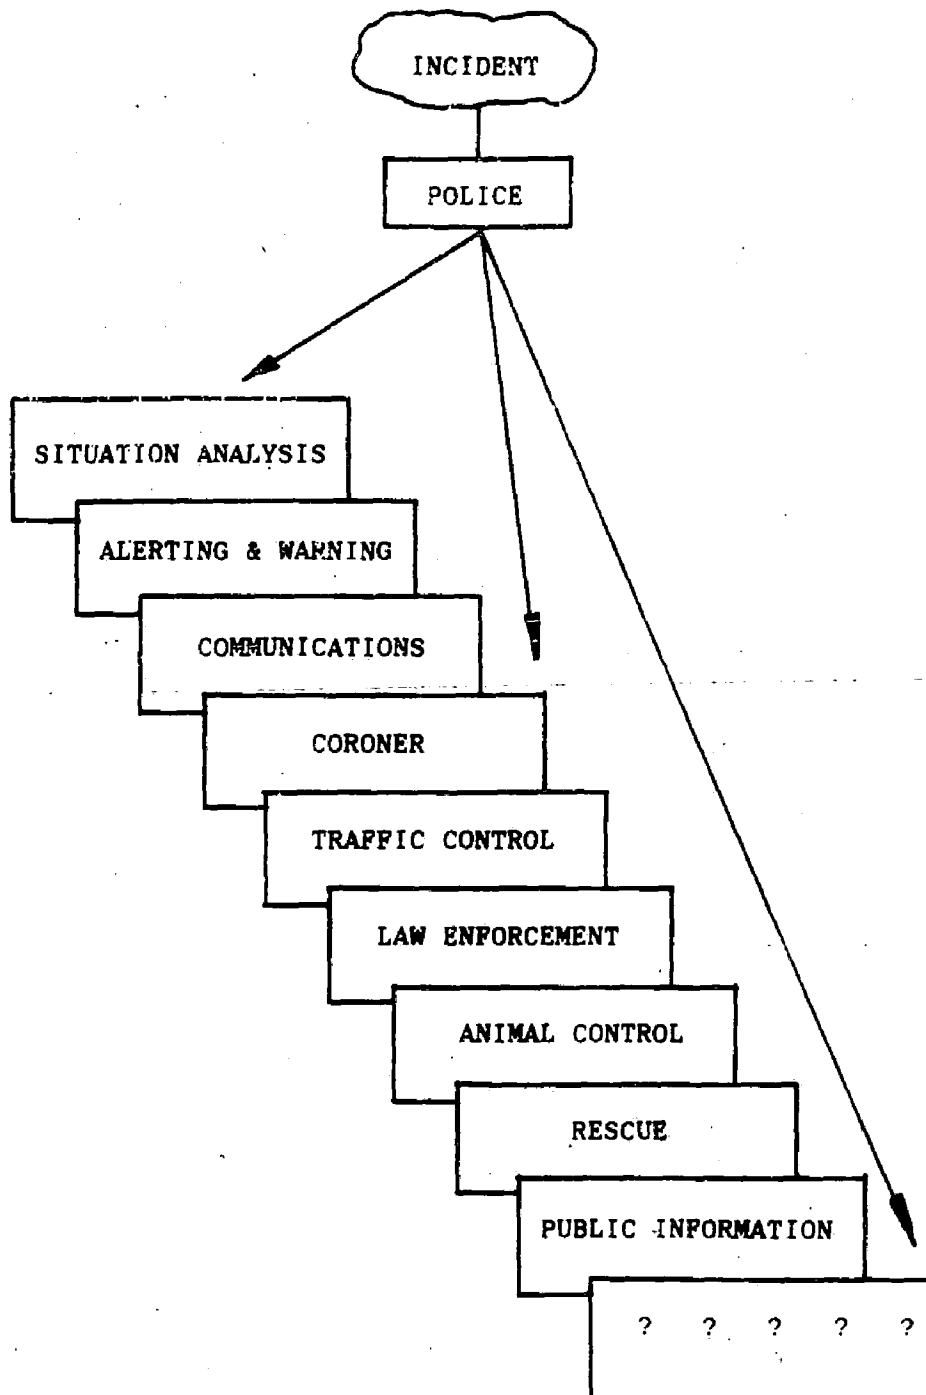 INCIDENT
POLICE
SITUATION ANALYSIS
ALERTING & WARNING
COMMUNICATIONS
CORONER
TRAFFIC CONTROL
LAW ENFORCEMENT
ANIMAL CONTROL
RESCUE
PUBLIC INFORMATION
? ? ? ? ?